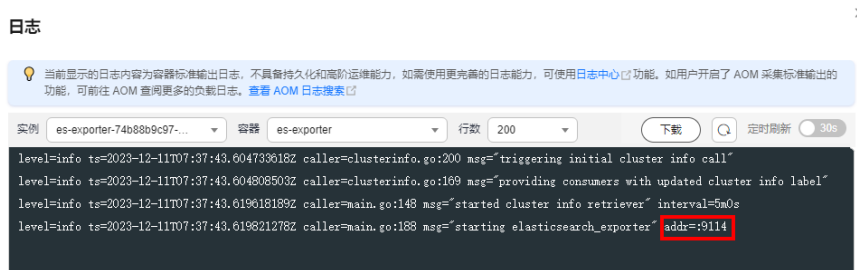 日志
当前显示的日志内容为容器标准输出日志，不具备持久化和高阶运维能力，如需使用更完善的日志能力，可使用日志中心功能。如用户开启了 AOM 采集标准输出的
功能，可前往 AOM 查阅更多的负载日志。查看 AOM 日志搜索
实例 es-exporter-74b88b9c97-... 容器 es-exporter 行数 200 下载 定时刷新 30s
level=info ts=2023-12-11T07:37:43.604733618Z caller=clusterinfo.go:200 msg="triggering initial cluster info call"
level=info ts=2023-12-11T07:37:43.604808503Z caller=clusterinfo.go:169 msg="providing consumers with updated cluster info label"
level=info ts=2023-12-11T07:37:43.619618189Z caller=main.go:148 msg="started cluster info retriever" interval=5m0s
level=info ts=2023-12-11T07:37:43.619821278Z caller=main.go:188 msg="starting elasticsearch_exporter" addr=:9114